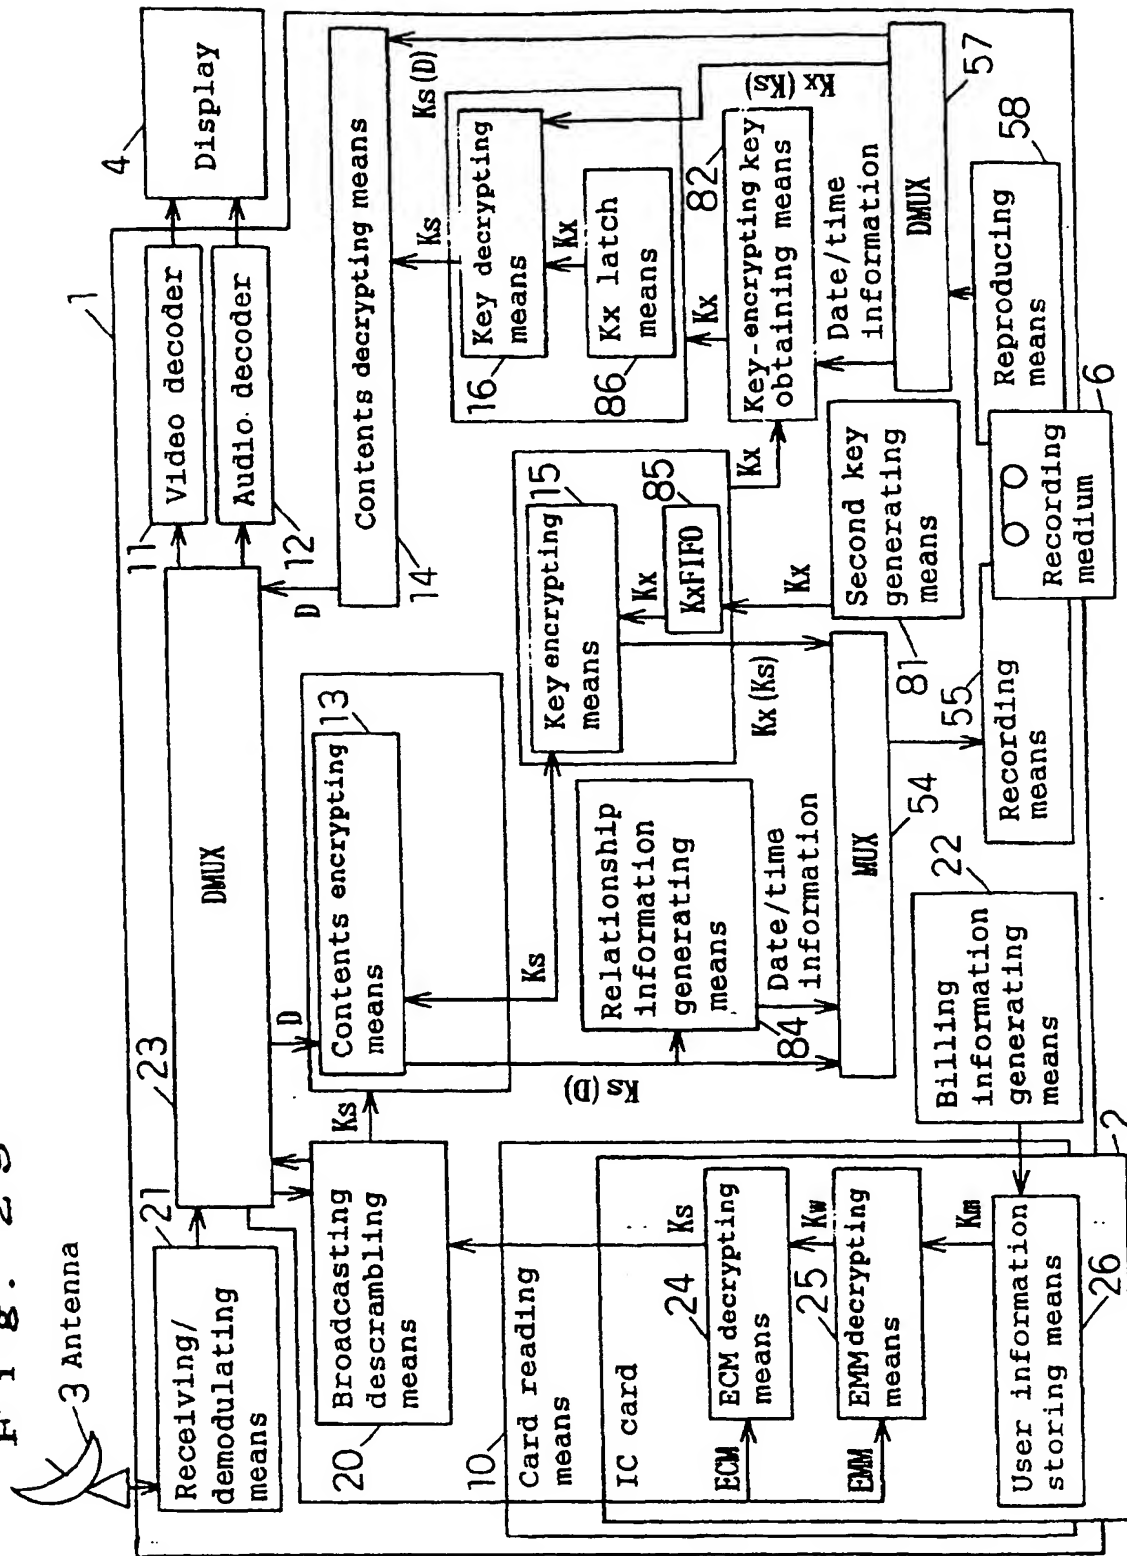 Fig. 29
3 Antenna
1
21
Receiving/
demodulating
means
23
DMUX
11
Video decoder
12
Audio decoder
4
Display
20
Broadcasting
descrambling
means
Ks
D
13
Contents encrypting
means
Ks
Ks(D)
D
14
Contents decrypting means
Ks(D)
Ks
16
Key decrypting
means
Kx
86
Kx latch
means
Kx(Ks)
Kx
82
Key-encrypting key
obtaining means
Date/time
information
DMUX
57
15
Key encrypting
means
Kx
85
KxFIFO
Kx
Kx
Kx(Ks)
81
Second key
generating
means
Relationship
information
generating
means
84
Date/time
information
MUX
54
55
Recording
means
Recording
medium
6
Reproducing
means
58
10
Card reading
means
IC card
2
Ks
24
ECM decrypting
means
ECM
Kw
25
EMM decrypting
means
EMM
Km
User information
storing means
26
22
Billing
information
generating
means